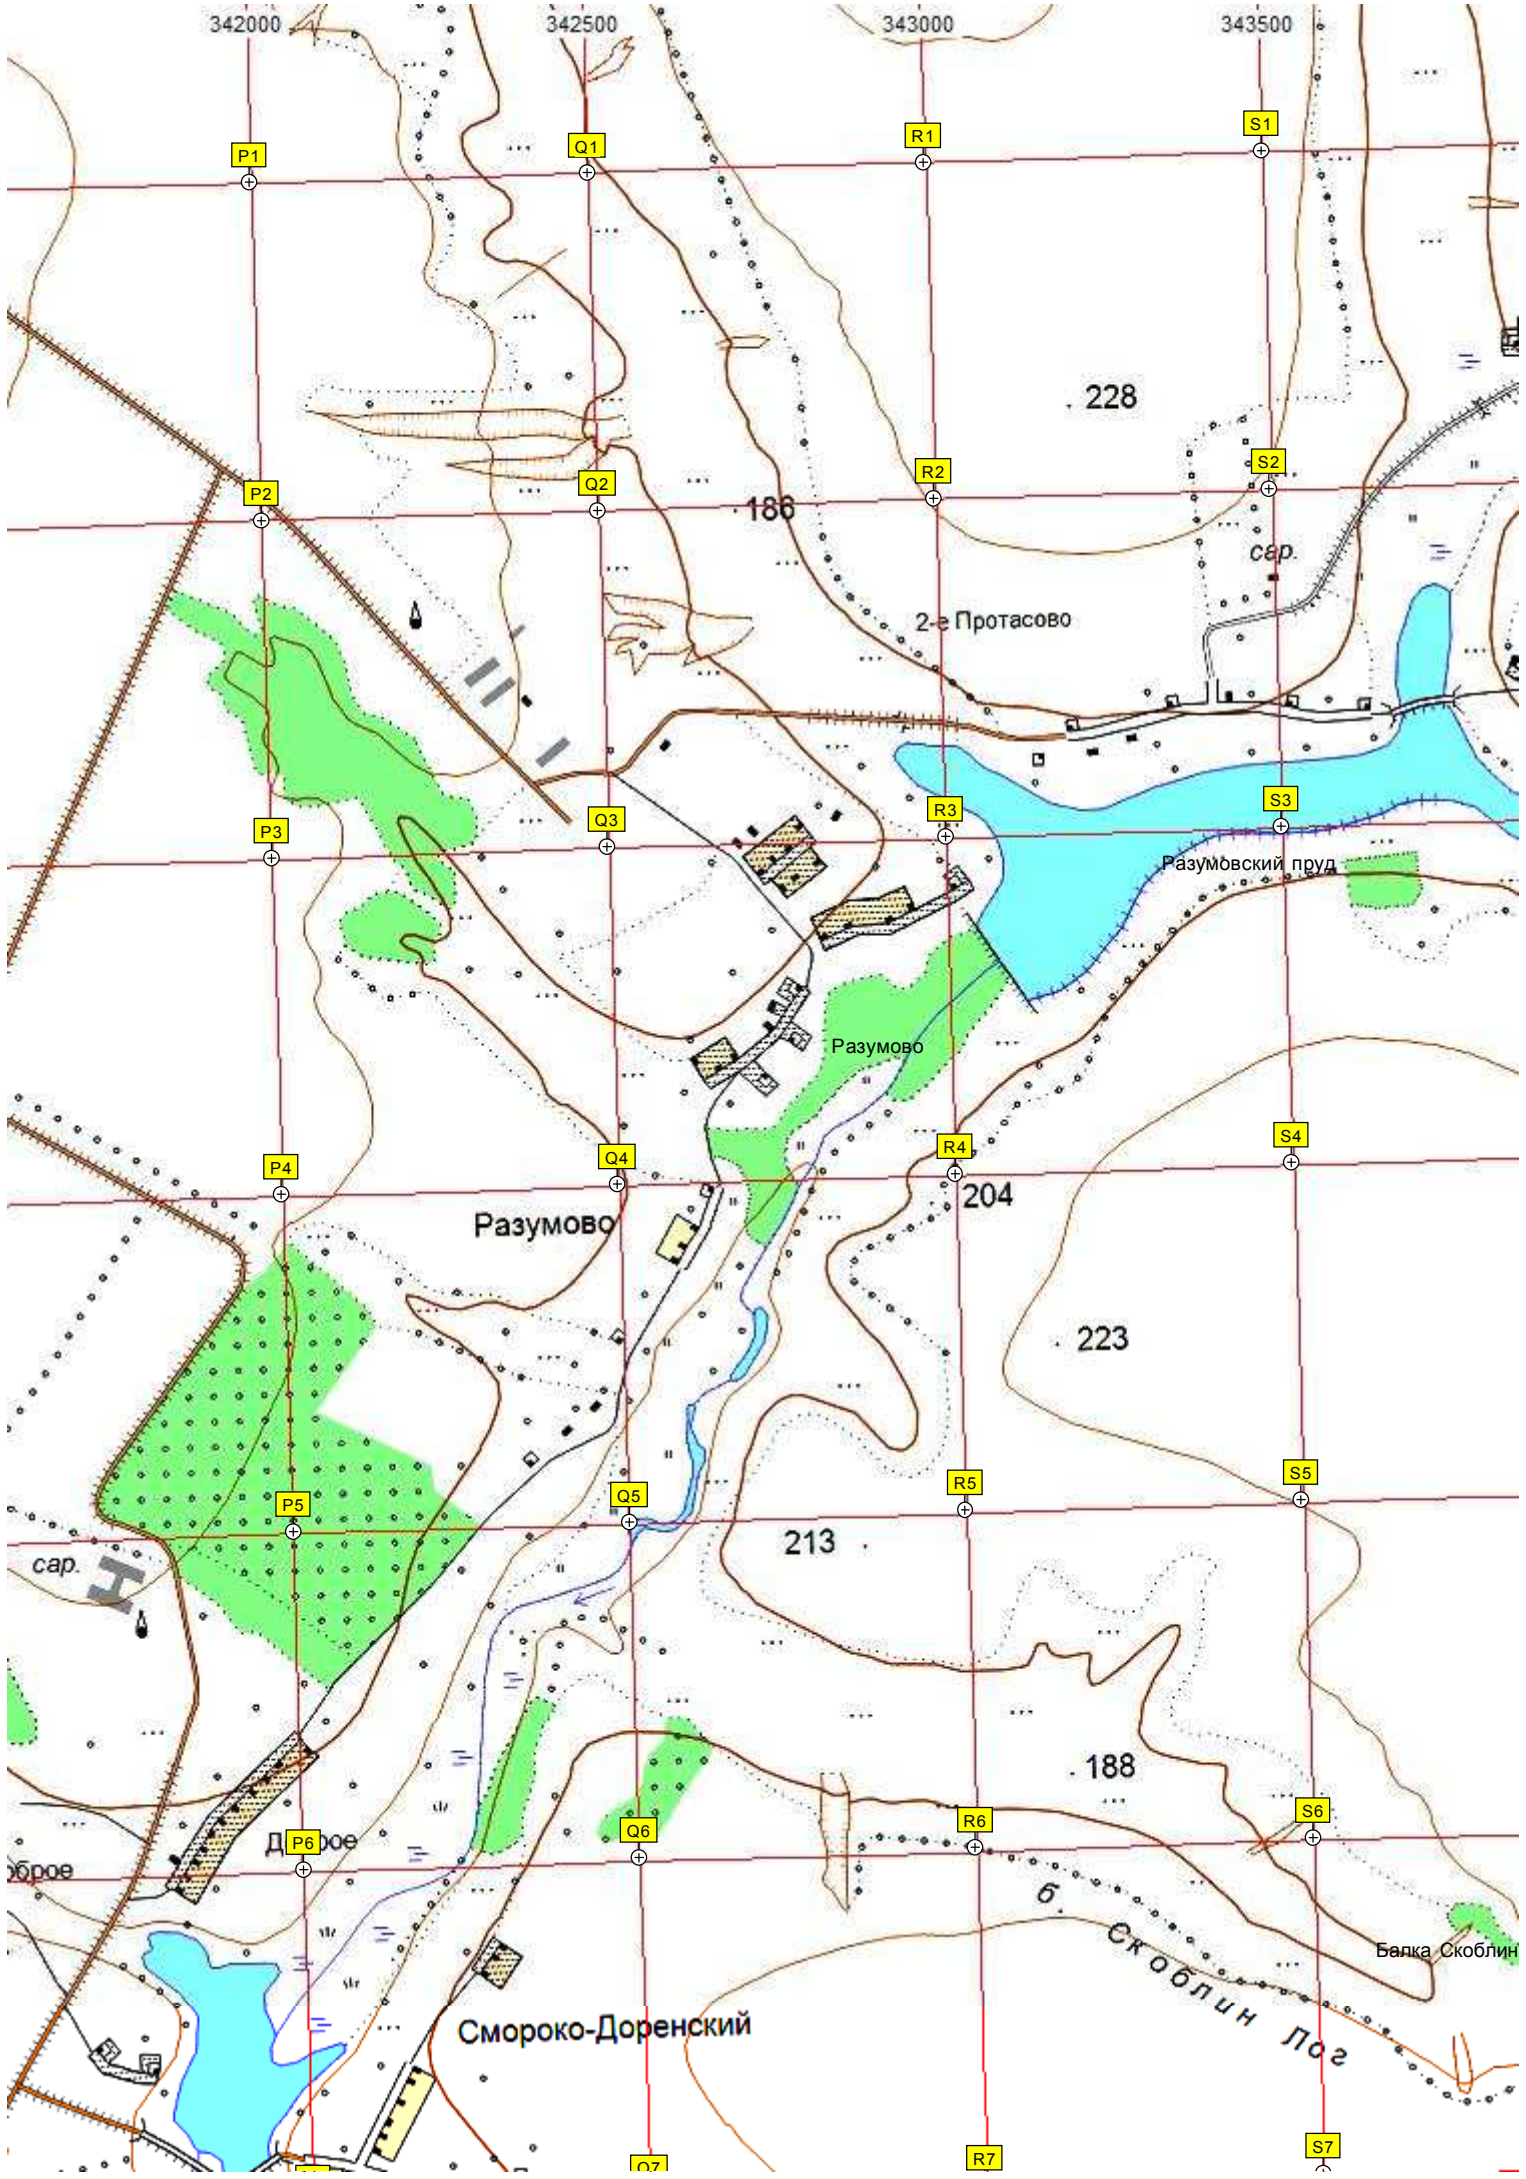 342000 342500 343000 343500
P1 Q1 R1 S1
228
P2 Q2 R2 S2
186
сар.
2-е Протасово
P3 Q3 R3 S3
Разумовский пруд
Разумово
P4 Q4 R4 S4
204
Разумово
223
P5 Q5 R5 S5
213
сар.
188
P6 Q6 R6 S6
оброе
б. Скоблин Лог
Балка Скоблин
Смороко-Доренский
Q7 R7 S7